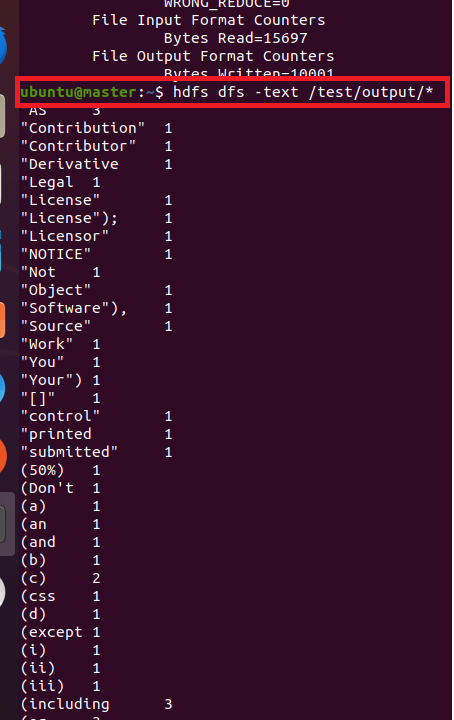 WRONG_REDUCE=0
File Input Format Counters
Bytes Read=15697
File Output Format Counters
Bytes Written=10001
ubuntu@master:~$ hdfs dfs -text /test/output/*
"AS 3
"Contribution" 1
"Contributor" 1
"Derivative 1
"Legal 1
"License" 1
"License"); 1
"Licensor" 1
"NOTICE" 1
"Not 1
"Object" 1
"Software"), 1
"Source" 1
"Work" 1
"You" 1
"Your") 1
"[]" 1
"control" 1
"printed 1
"submitted" 1
(50%) 1
(Don't 1
(a) 1
(an 1
(and 1
(b) 1
(c) 2
(css 1
(d) 1
(except 1
(i) 1
(ii) 1
(iii) 1
(including 3